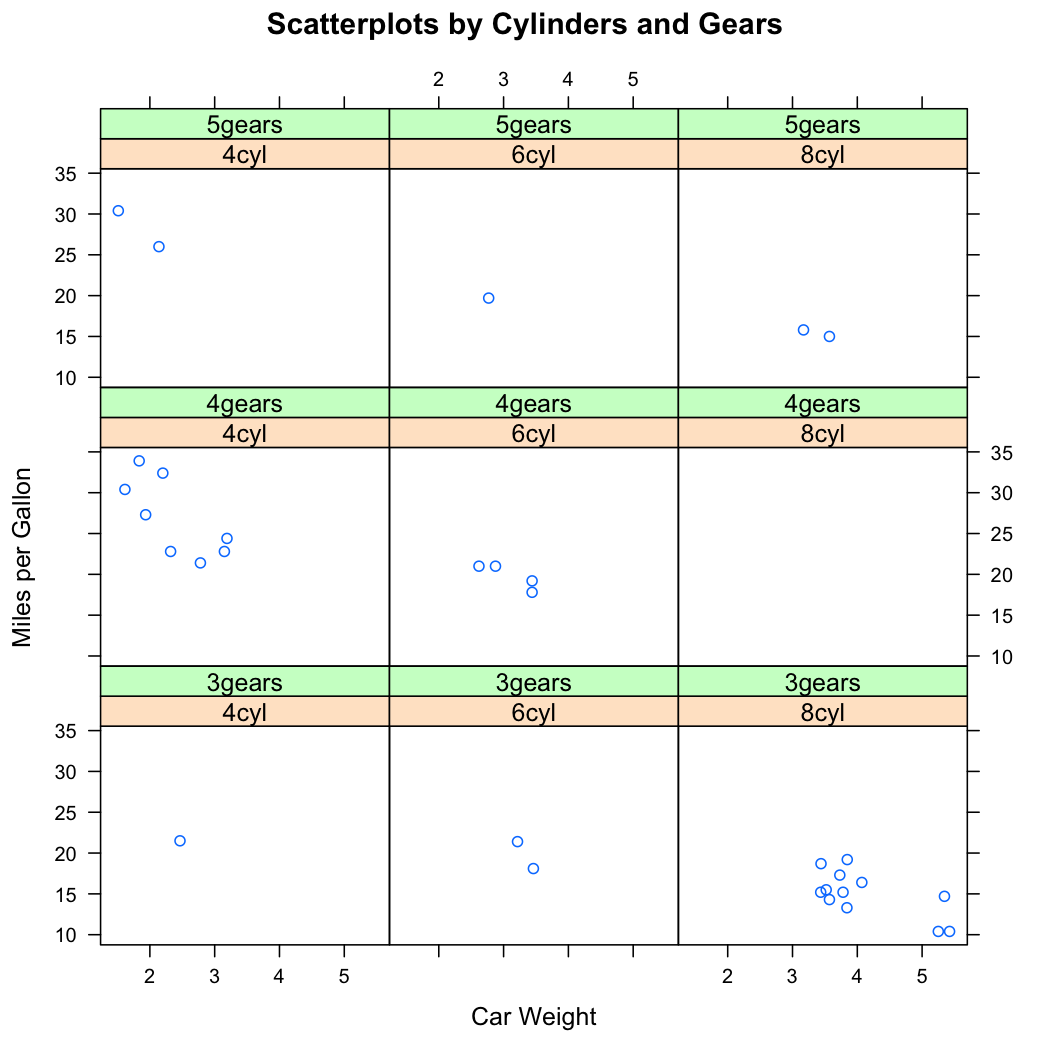 Scatterplots by Cylinders and Gears
2 3 4 5
5gears 5gears 5gears
4cyl 6cyl 8cyl
35
30
25
20
15
10
4gears 4gears 4gears
4cyl 6cyl 8cyl
35
30
25
20
15
10
Miles per Gallon
3gears 3gears 3gears
4cyl 6cyl 8cyl
35
30
25
20
15
10
2 3 4 5 2 3 4 5
Car Weight